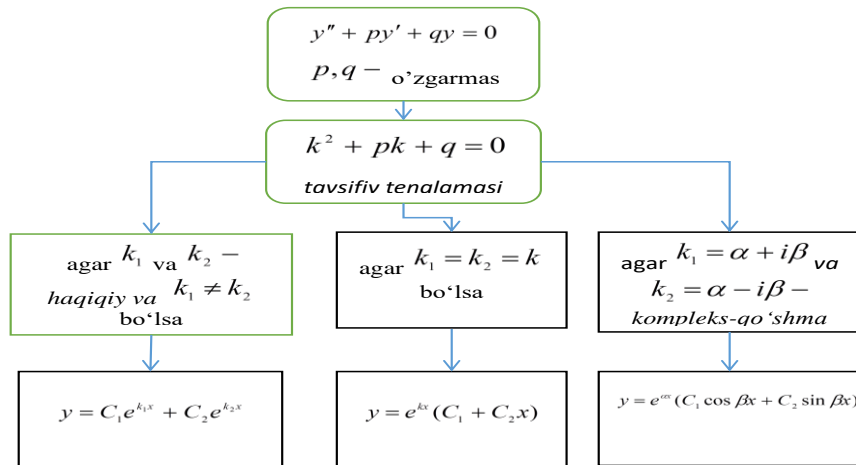 y″ + py′ + qy = 0
p, q − o’zgarmas
k² + pk + q = 0
tavsifiv tenalamasi
agar k₁ va k₂ −
haqiqiy va k₁ ≠ k₂
bo‘lsa
agar k₁ = k₂ = k
bo‘lsa
agar k₁ = α + iβ va
k₂ = α − iβ −
kompleks-qo‘shma
y = C₁e^{k₁x} + C₂e^{k₂x}
y = e^{kx}(C₁ + C₂x)
y = e^{αx}(C₁ cos βx + C₂ sin βx)